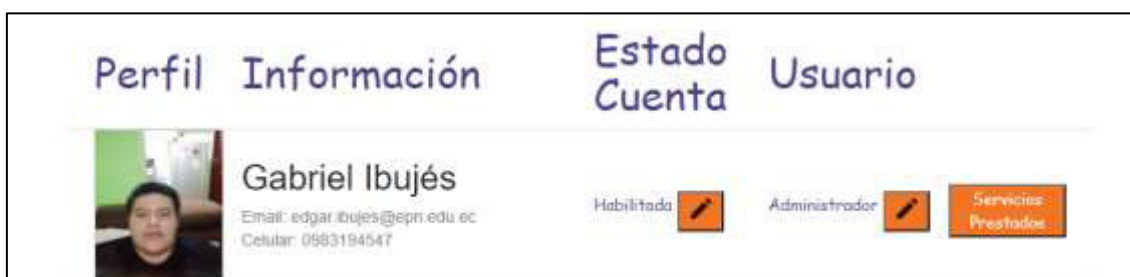 Perfil Información Estado Cuenta Usuario
Gabriel Ibujés
Email: edgar.ibujes@epn.edu.ec
Celular: 0983194547
Habilitada
Administrador
Servicios
Prestados